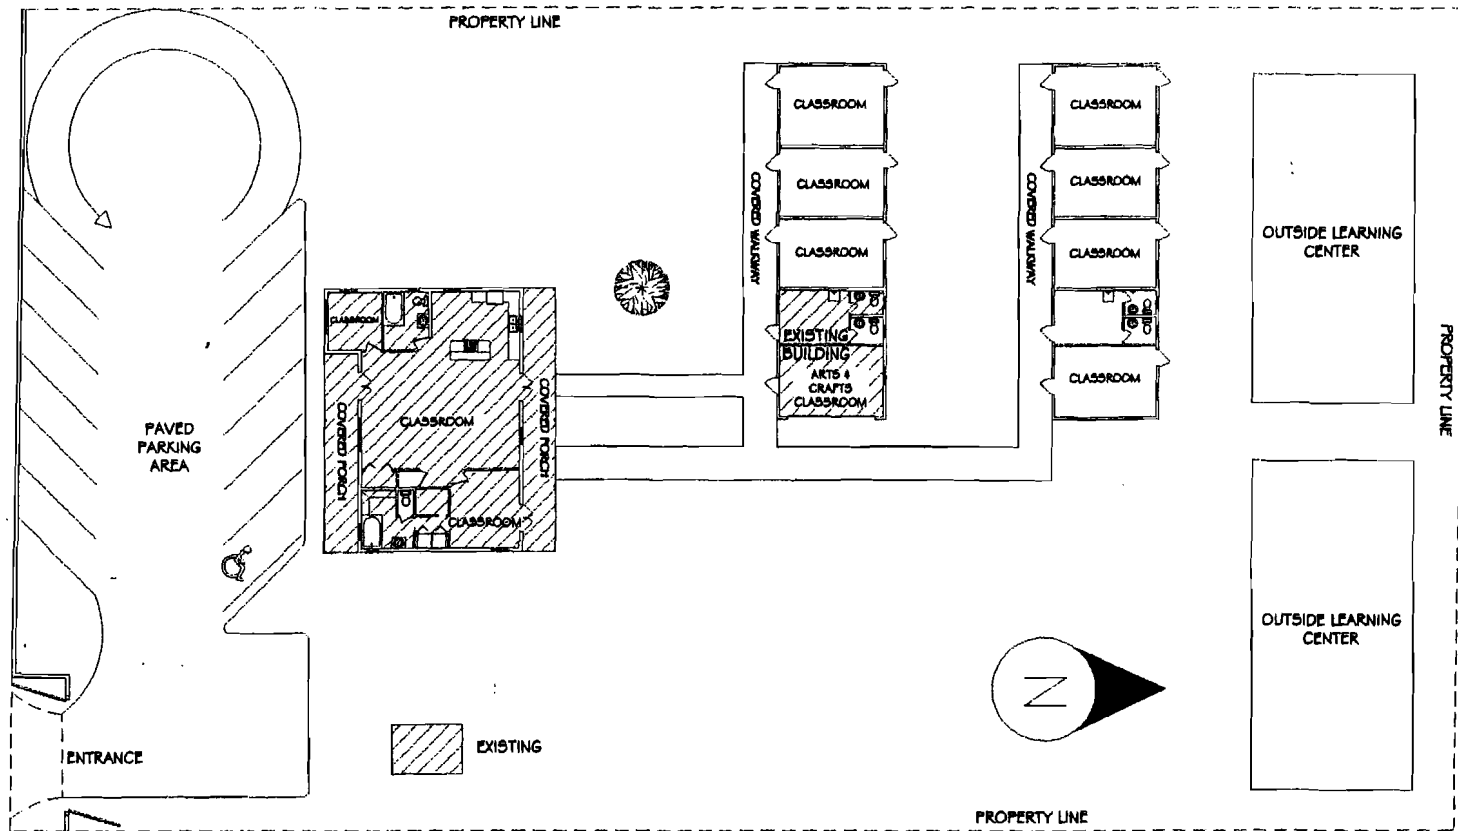 PROPERTY LINE
CLASSROOM
CLASSROOM
CLASSROOM
CLASSROOM
CLASSROOM
CLASSROOM
COVERED WALKWAY
COVERED WALKWAY
OUTSIDE LEARNING
CENTER
CLASSROOM
EXISTING
BUILDING
ARTS &
CRAFTS
CLASSROOM
CLASSROOM
PROPERTY LINE
PAVED
PARKING
AREA
COVERED PORCH
CLASSROOM
COVERED PORCH
CLASSROOM
OUTSIDE LEARNING
CENTER
N
EXISTING
ENTRANCE
PROPERTY LINE